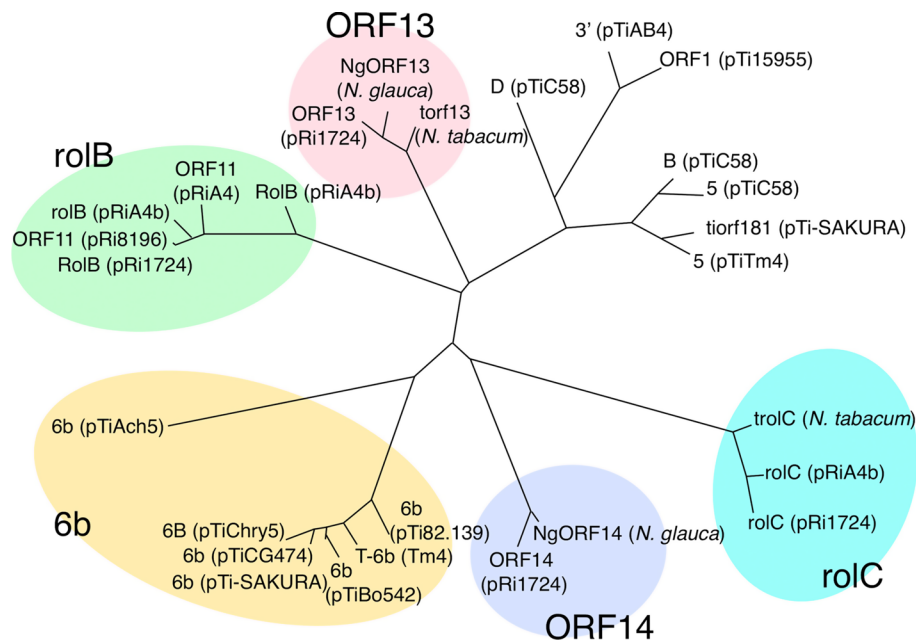 ORF13
3' (pTiAB4)
ORF1 (pTi15955)
NgORF13
(N. glauca)
D (pTiC58)
ORF13
(pRi1724)
torf13
(N. tabacum)
rolB
ORF11
(pRiA4)
RolB (pRiA4b)
rolB (pRiA4b)
ORF11 (pRi8196)
RolB (pRi1724)
B (pTiC58)
5 (pTiC58)
tiorf181 (pTi-SAKURA)
5 (pTiTm4)
6b (pTiAch5)
trolC (N. tabacum)
rolC (pRiA4b)
rolC (pRi1724)
rolC
6b
6B (pTiChry5)
6b (pTiCG474)
6b (pTi-SAKURA)
6b
(pTiBo542)
T-6b (Tm4)
6b
(pTi82.139)
NgORF14 (N. glauca)
ORF14
(pRi1724)
ORF14